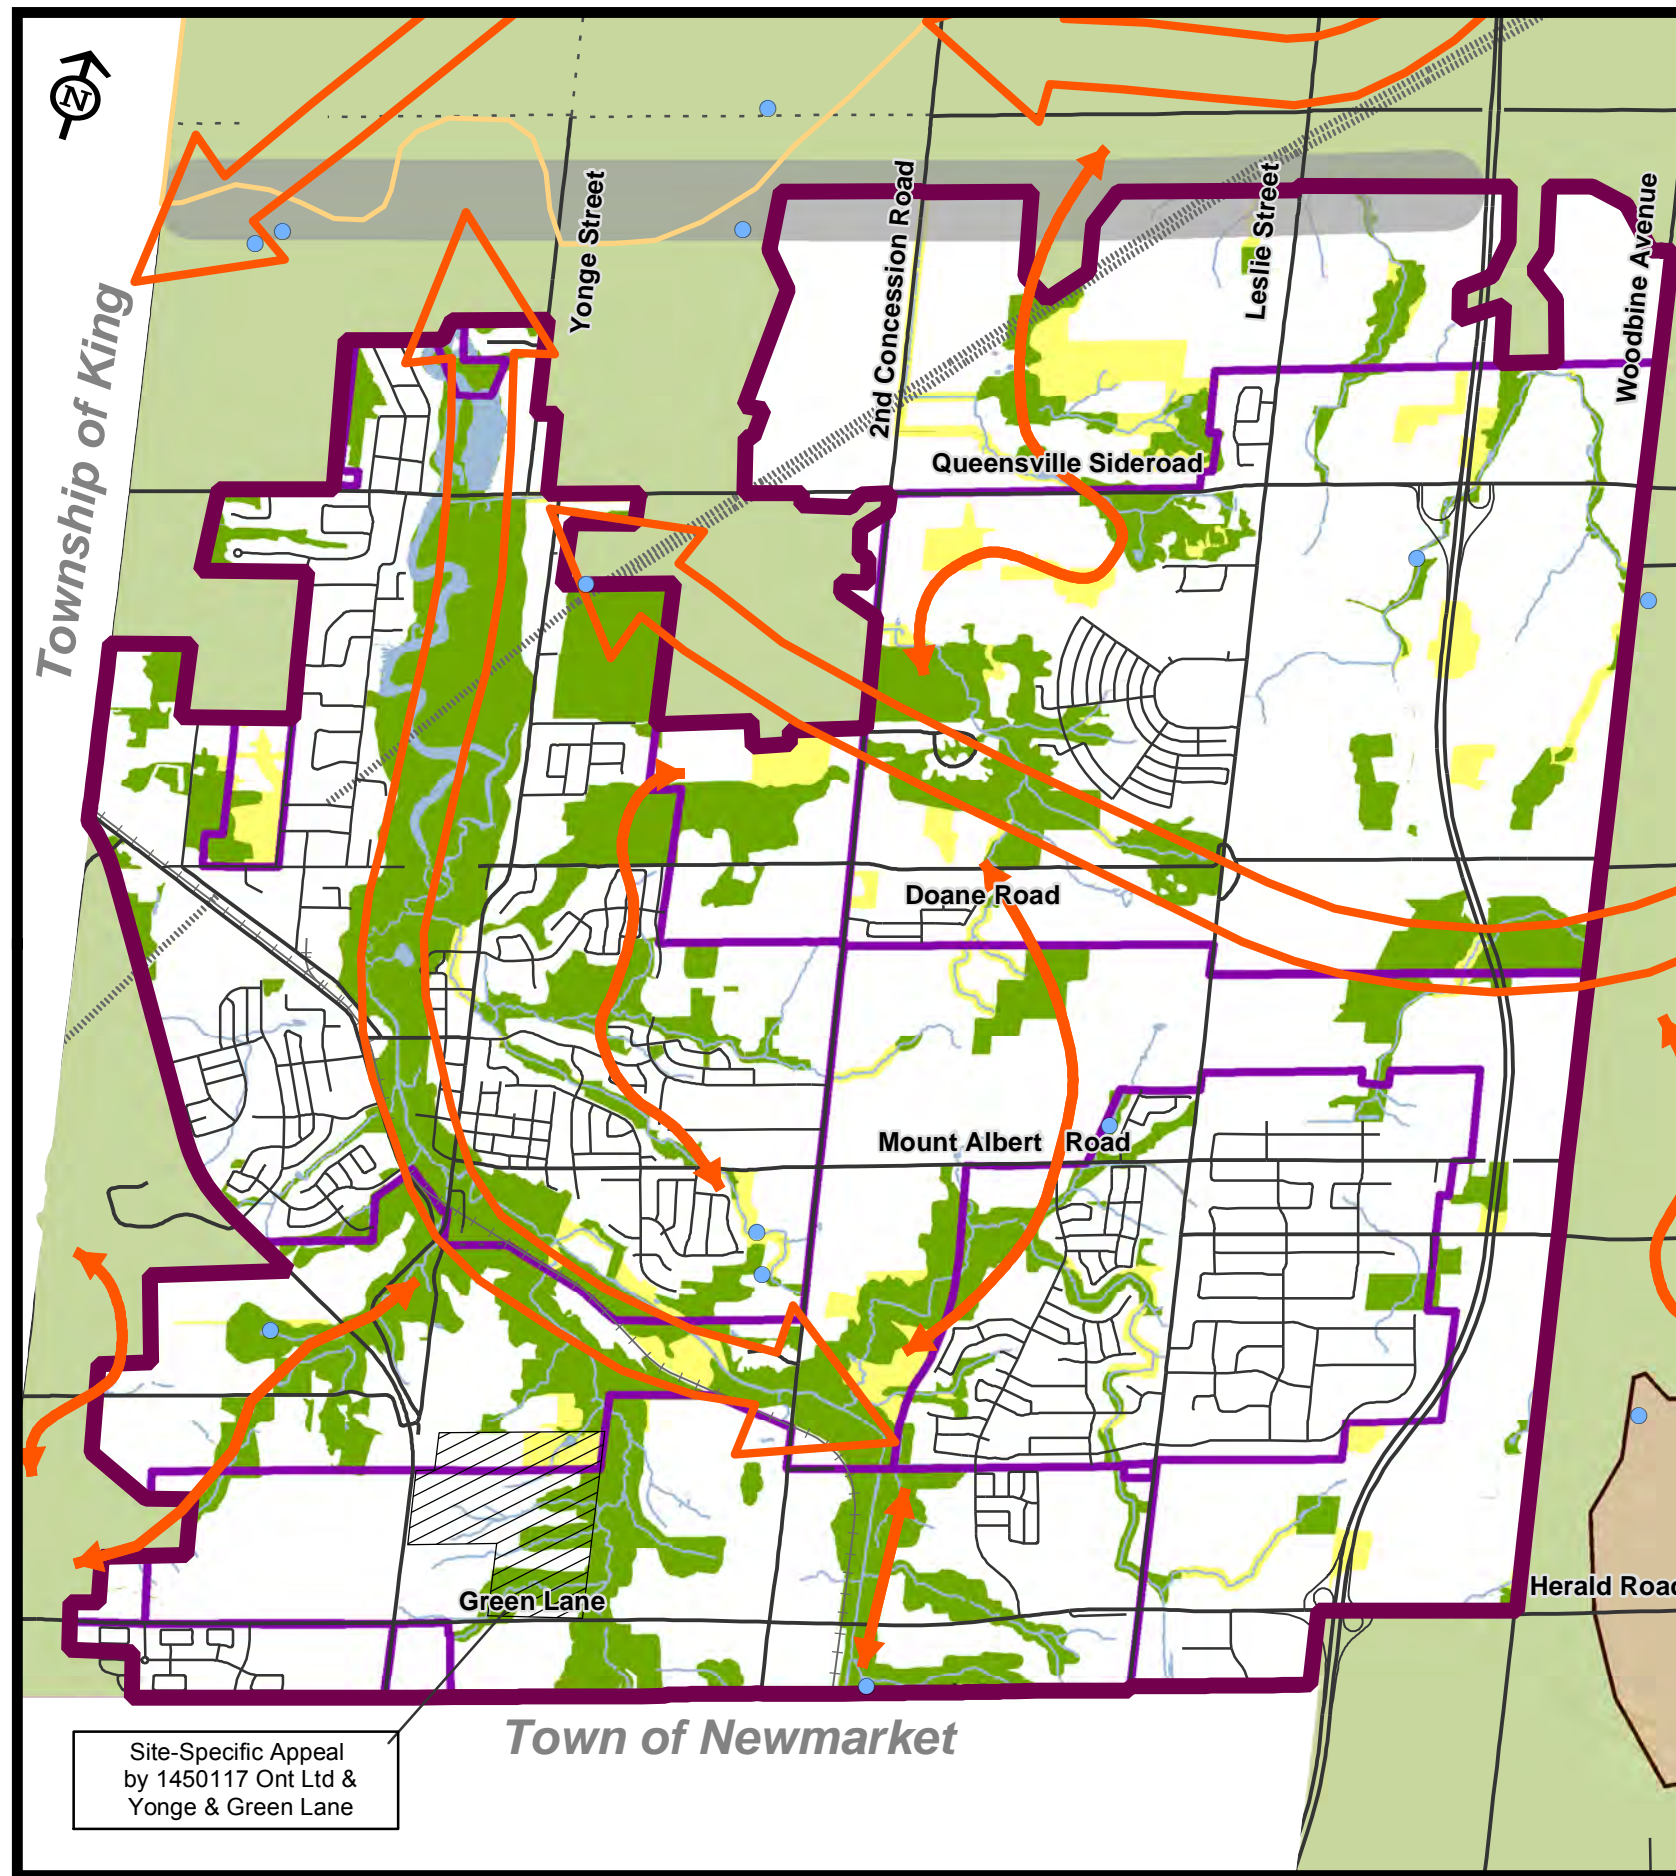 N
Township of King
Yonge Street
2nd Concession Road
Leslie Street
Woodbine Avenue
Queensville Sideroad
Doane Road
Mount Albert Road
Green Lane
Herald Road
Town of Newmarket
Site-Specific Appeal
by 1450117 Ont Ltd &
Yonge & Green Lane